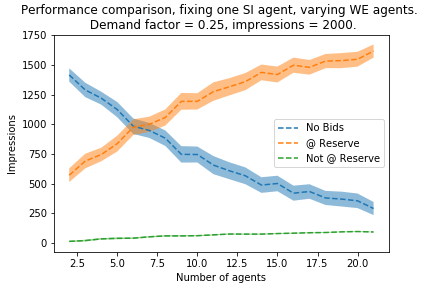 Performance comparison, fixing one SI agent, varying WE agents.
Demand factor = 0.25, impressions = 2000.
1750
1500
1250
1000
750
500
250
0
Impressions
No Bids
@ Reserve
Not @ Reserve
2.5 5.0 7.5 10.0 12.5 15.0 17.5 20.0
Number of agents